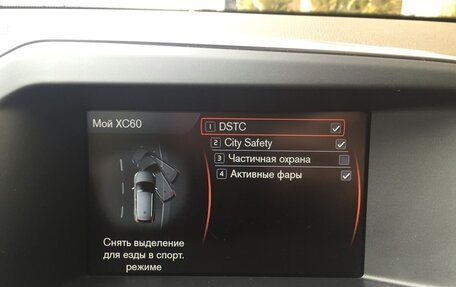 Мой XC60
1 DSTC
2 City Safety
3 Частичная охрана
4 Активные фары
Снять выделение
для езды в спорт.
режиме